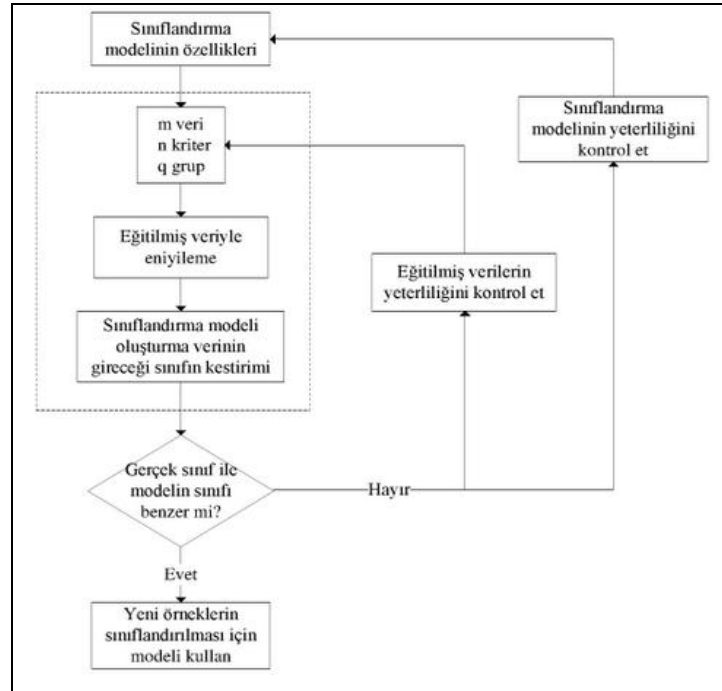 Sınıflandırma
modelinin özellikleri
m veri
n kriter
q grup
Sınıflandırma
modelinin yeterliliğini
kontrol et
Eğitilmiş veriyle
eniyileme
Eğitilmiş verilerin
yeterliliğini kontrol et
Sınıflandırma modeli
oluşturma verinin
gireceği sınıfın kestirimi
Gerçek sınıf ile
modelin sınıfı
benzer mi?
Hayır
Evet
Yeni örneklerin
sınıflandırılması için
modeli kullan